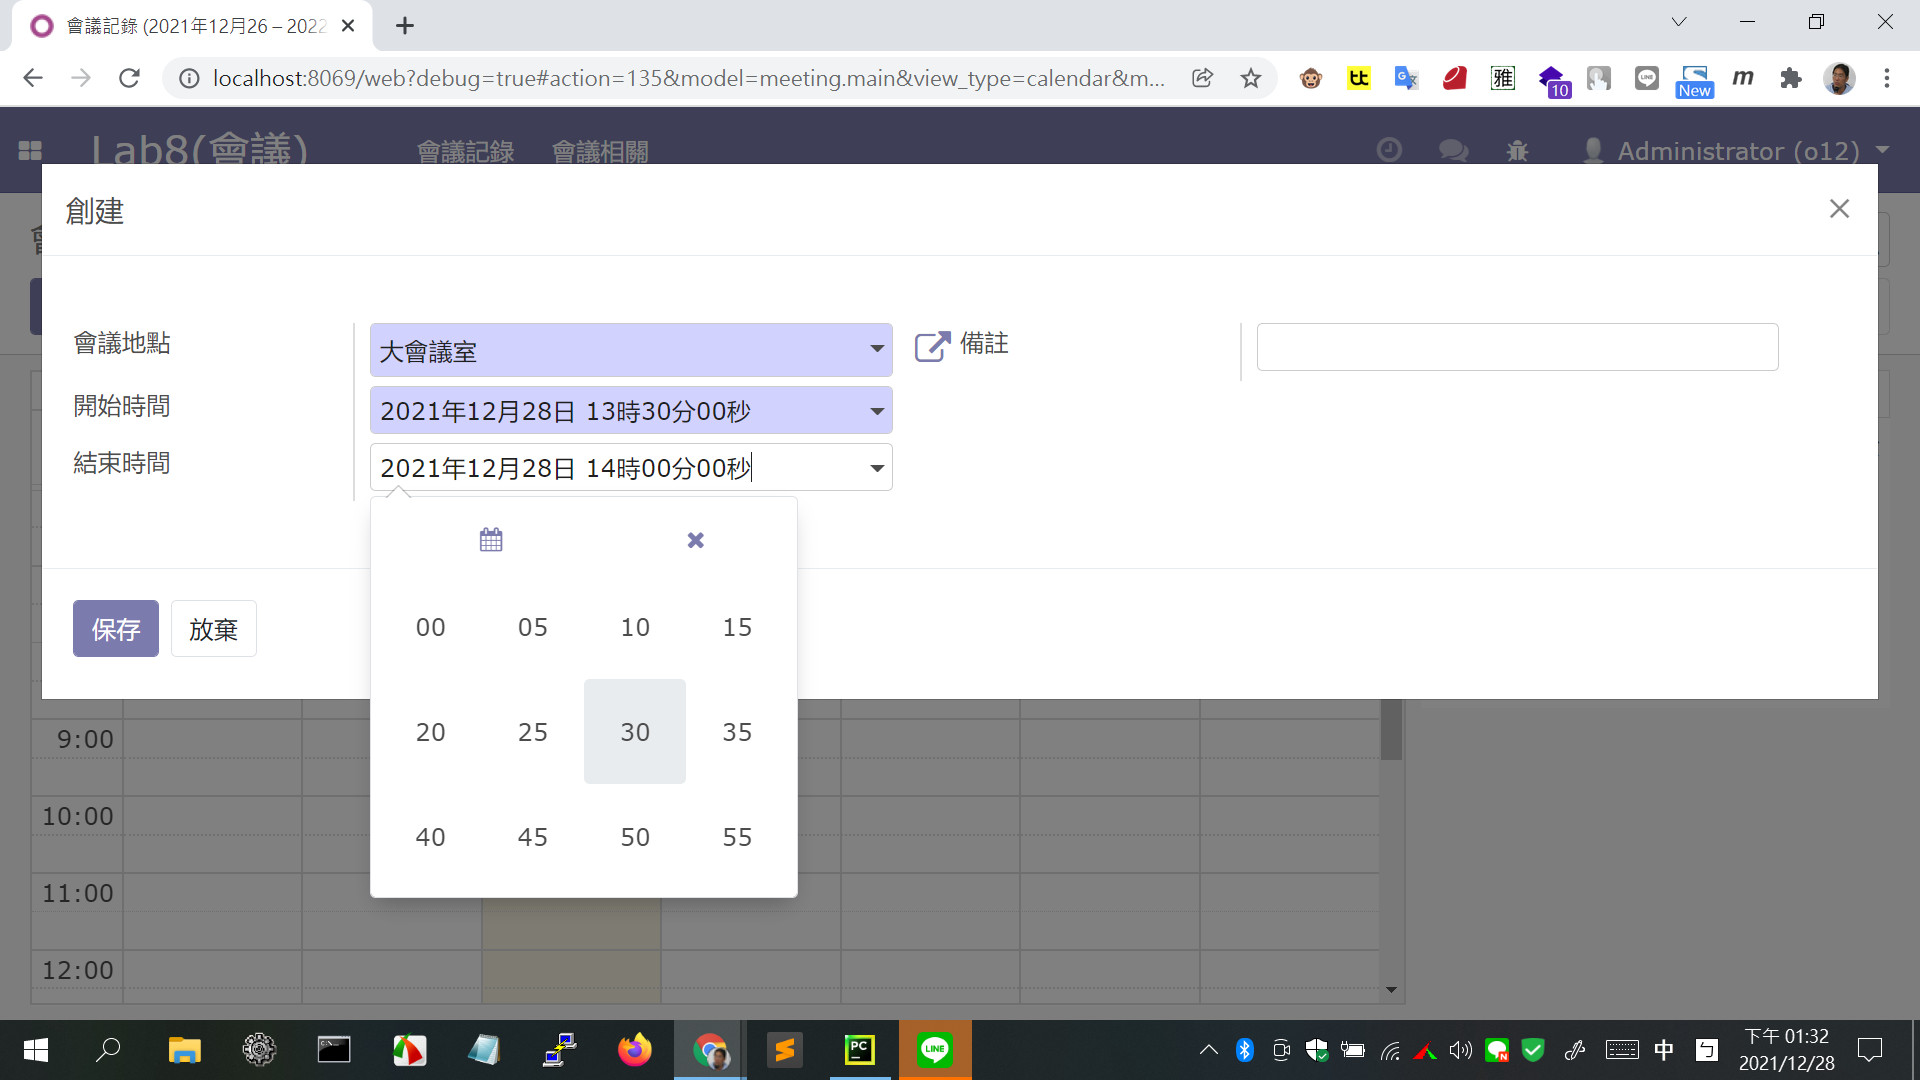 會議記錄 (2021年12月26 – 2022
localhost:8069/web?debug=true#action=135&model=meeting.main&view_type=calendar&m...
tt
雅
10
LINE
New
m
Lab8(會議)
會議記錄
會議相關
Administrator (o12)
創建
會議地點
大會議室
備註
開始時間
2021年12月28日 13時30分00秒
結束時間
2021年12月28日 14時00分00秒
00 05 10 15
保存
放棄
20 25 30 35
40 45 50 55
9:00
10:00
11:00
12:00
PC
LINE
中
ㄅ
下午 01:32
2021/12/28